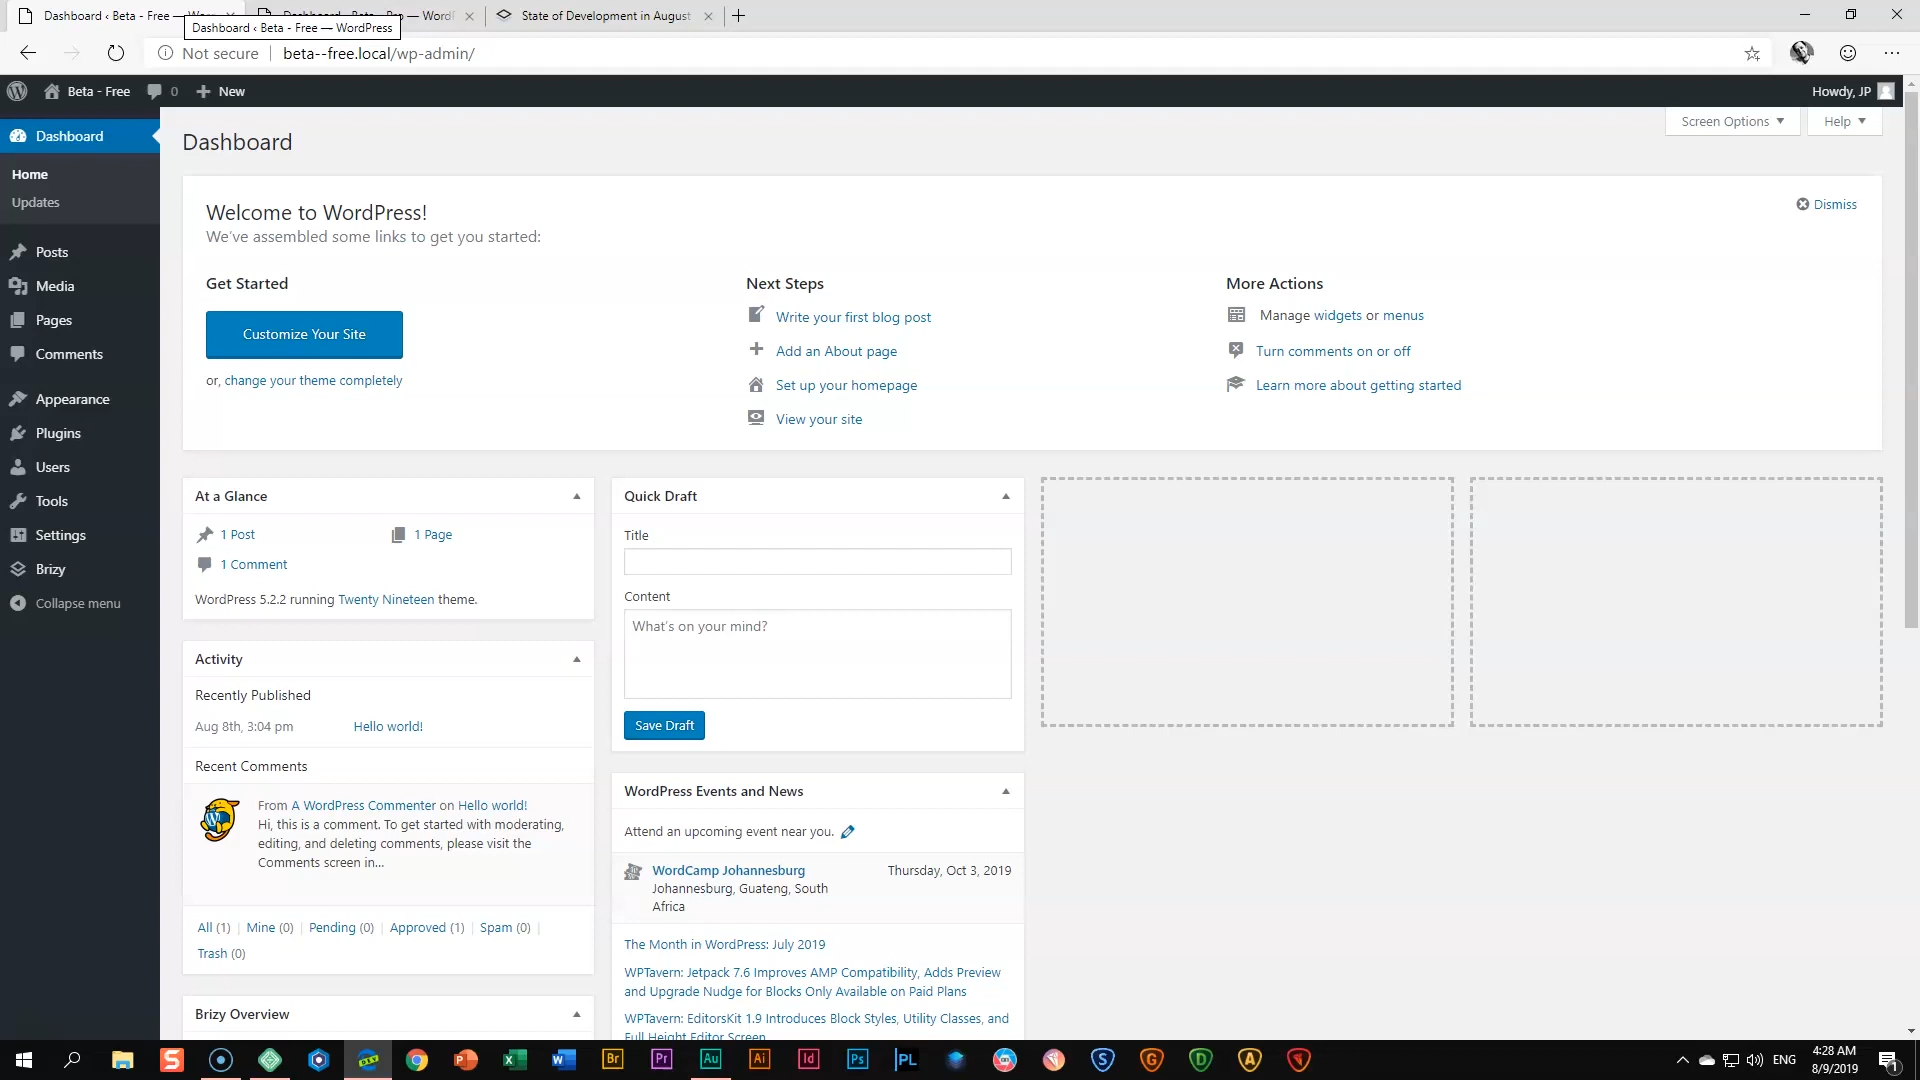 Dashboard ‹ Beta - Free — 
Dashboard ‹ Beta - Pro — WordP
State of Development in August
Dashboard ‹ Beta - Free — WordPress
Not secure
beta--free.local/wp-admin/
Beta - Free
0
New
Howdy, JP
Dashboard
Home
Updates
Posts
Media
Pages
Comments
Appearance
Plugins
Users
Tools
Settings
Brizy
Collapse menu
Dashboard
Screen Options
Help
Welcome to WordPress!
We've assembled some links to get you started:
Dismiss
Get Started
Customize Your Site
or, change your theme completely
Next Steps
Write your first blog post
Add an About page
Set up your homepage
View your site
More Actions
Manage widgets or menus
Turn comments on or off
Learn more about getting started
At a Glance
1 Post
1 Page
1 Comment
WordPress 5.2.2 running Twenty Nineteen theme.
Activity
Recently Published
Aug 8th, 3:04 pm
Hello world!
Recent Comments
From A WordPress Commenter on Hello world!
Hi, this is a comment. To get started with moderating,
editing, and deleting comments, please visit the
Comments screen in...
All (1) | Mine (0) | Pending (0) | Approved (1) | Spam (0) |
Trash (0)
Brizy Overview
Quick Draft
Title
Content
What's on your mind?
Save Draft
WordPress Events and News
Attend an upcoming event near you.
WordCamp Johannesburg
Thursday, Oct 3, 2019
Johannesburg, Guateng, South
Africa
The Month in WordPress: July 2019
WPTavern: Jetpack 7.6 Improves AMP Compatibility, Adds Preview
and Upgrade Nudge for Blocks Only Available on Paid Plans
WPTavern: EditorsKit 1.9 Introduces Block Styles, Utility Classes, and
Full Height Editor Screen
Br
Pr
Au
Ai
Id
Ps
PL
S
G
D
A
ENG
4:28 AM
8/9/2019
1